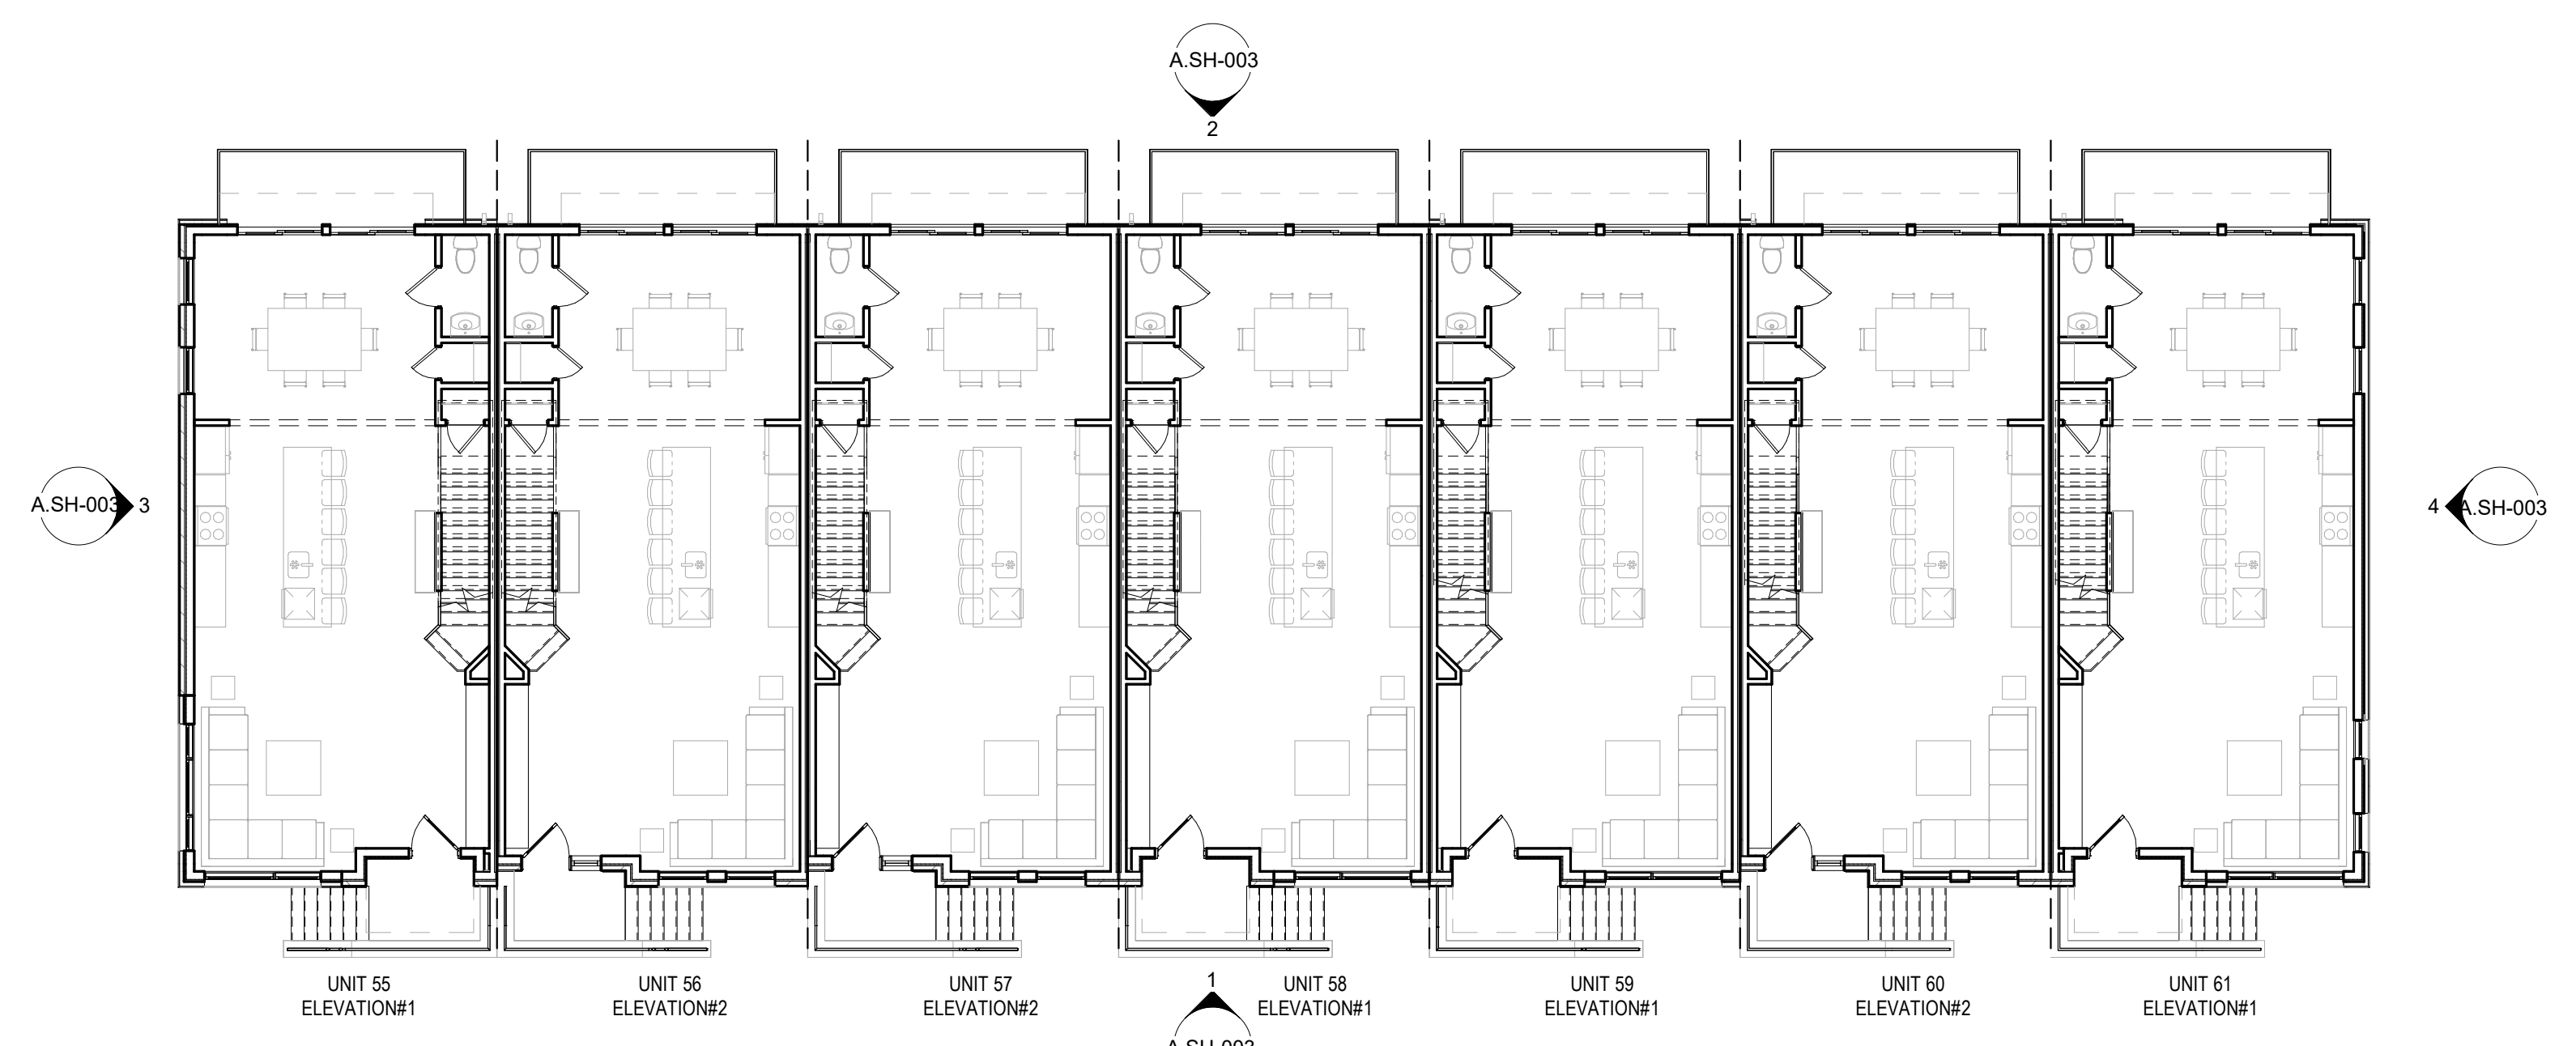 A.SH-003
2
A.SH-003 3
4 A.SH-003
UNIT 55
ELEVATION#1
UNIT 56
ELEVATION#2
UNIT 57
ELEVATION#2
1
UNIT 58
ELEVATION#1
UNIT 59
ELEVATION#1
UNIT 60
ELEVATION#2
UNIT 61
ELEVATION#1
A.SH-003